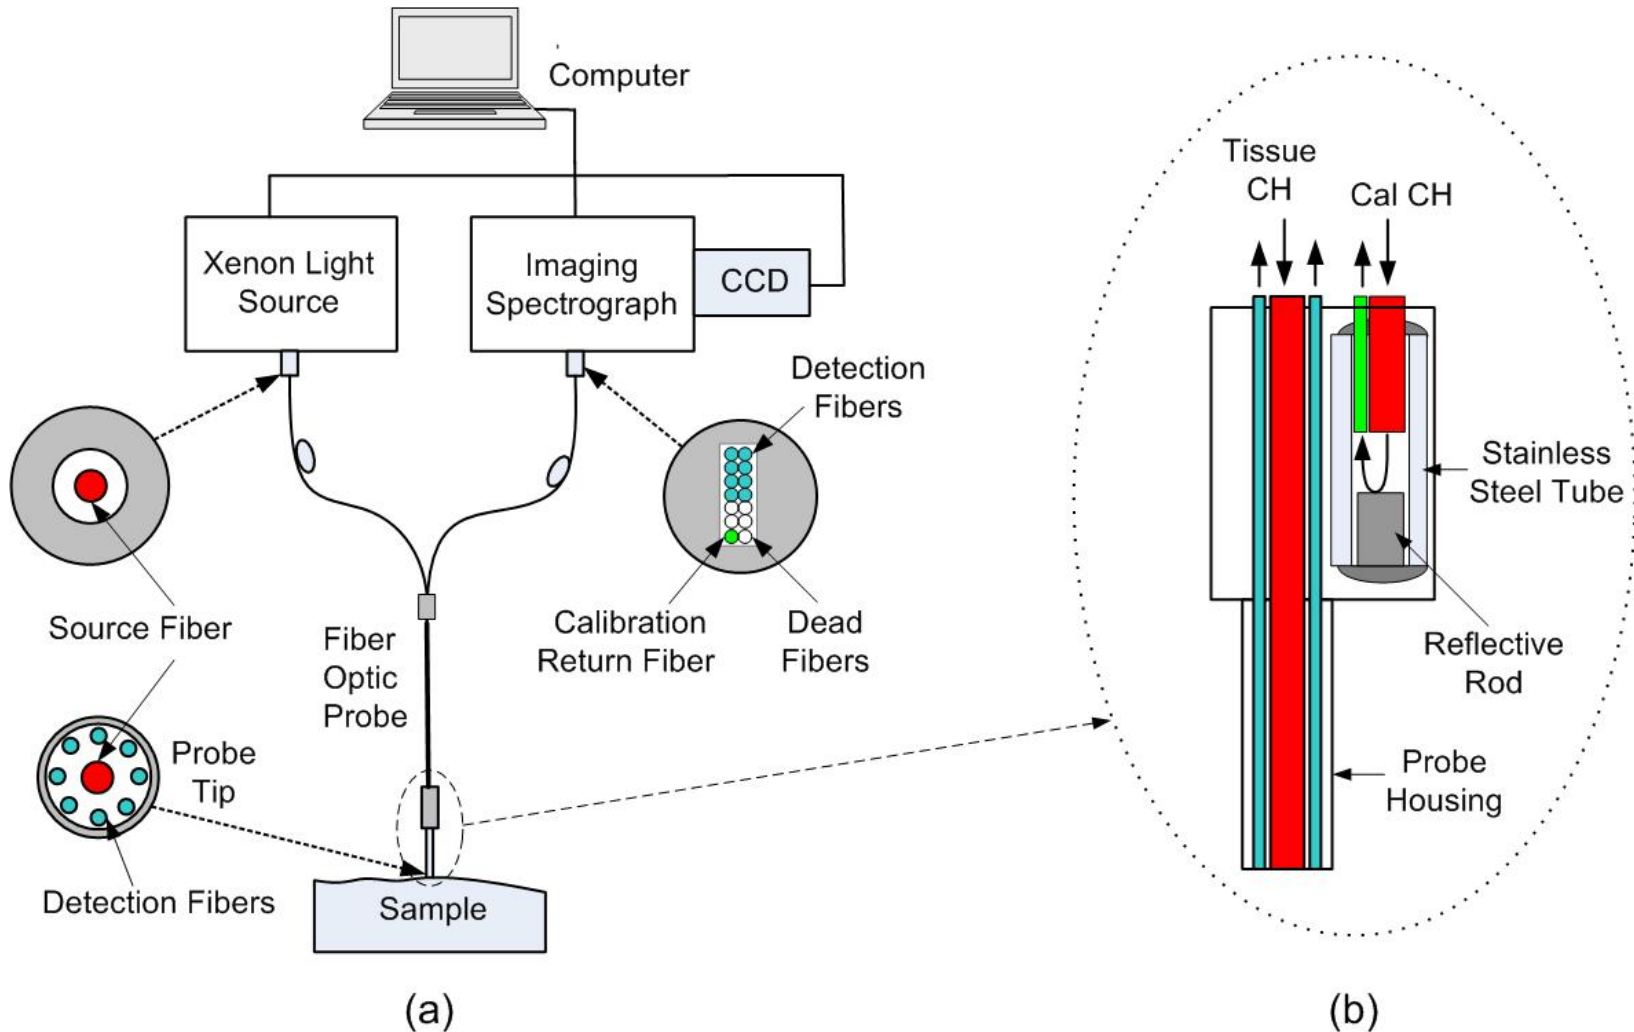 Computer
Xenon Light
Source
Imaging
Spectrograph
CCD
Detection
Fibers
Source Fiber
Fiber
Optic
Probe
Calibration
Return Fiber
Dead
Fibers
Probe
Tip
Detection Fibers
Sample
(a)
Tissue
CH
Cal CH
Stainless
Steel Tube
Reflective
Rod
Probe
Housing
(b)